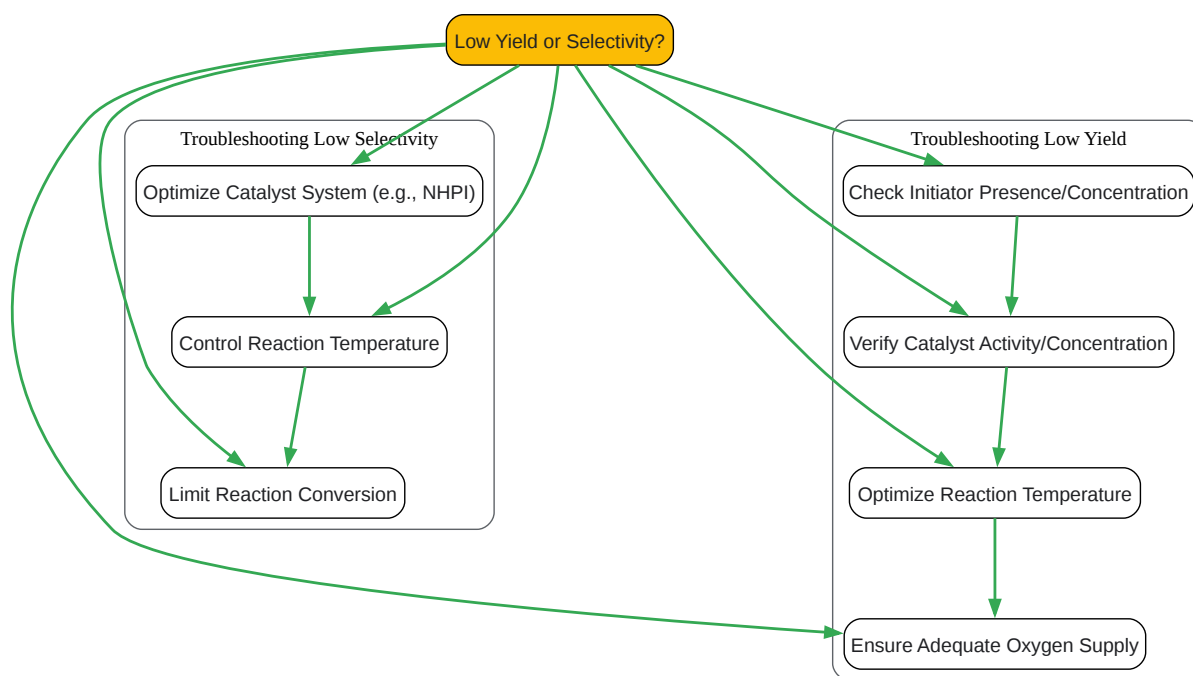 Low Yield or Selectivity?
Troubleshooting Low Selectivity
Optimize Catalyst System (e.g., NHPI)
Control Reaction Temperature
Limit Reaction Conversion
Troubleshooting Low Yield
Check Initiator Presence/Concentration
Verify Catalyst Activity/Concentration
Optimize Reaction Temperature
Ensure Adequate Oxygen Supply